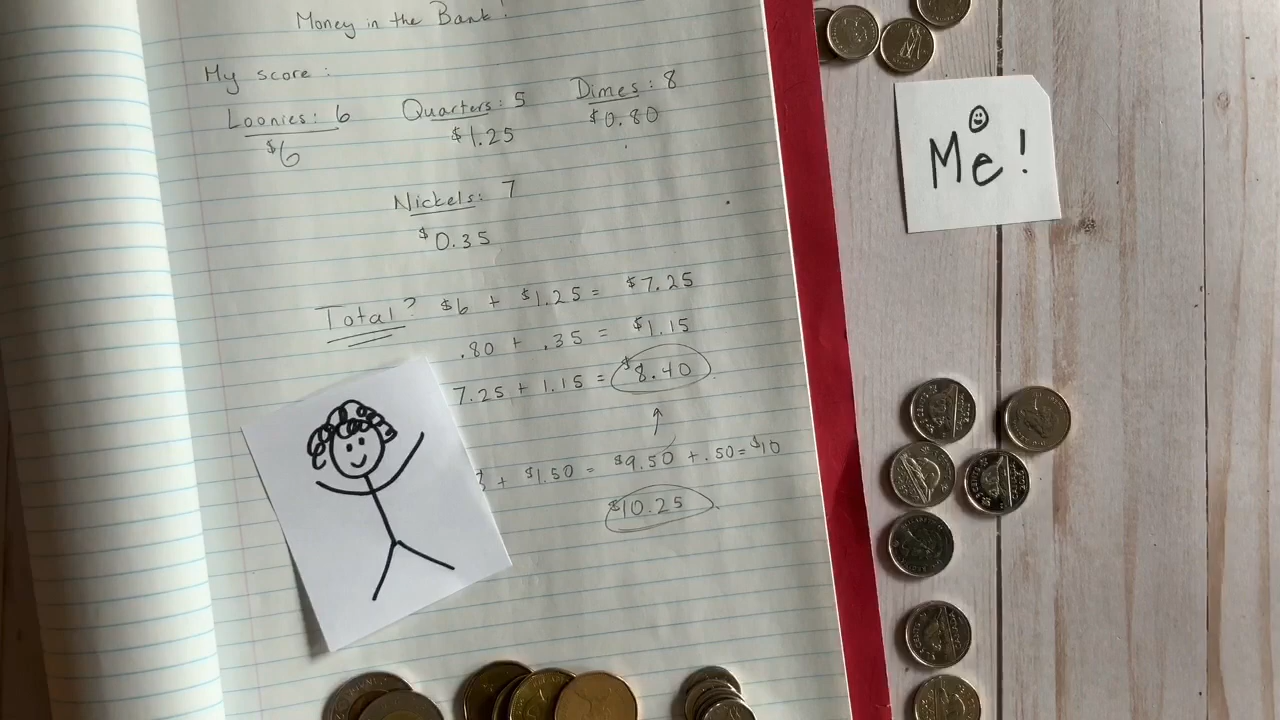 Money in the Bank!
My score:
Loonies: 6 Quarters: 5 Dimes: 8
$6 $1.25 $0.80
Nickels: 7
$0.35
Total? $6 + $1.25 = $7.25
.80 + .35 = $1.15
7.25 + 1.15 = $8.40
+ $1.50 = $9.50 + .50 = $10
$10.25
Me!